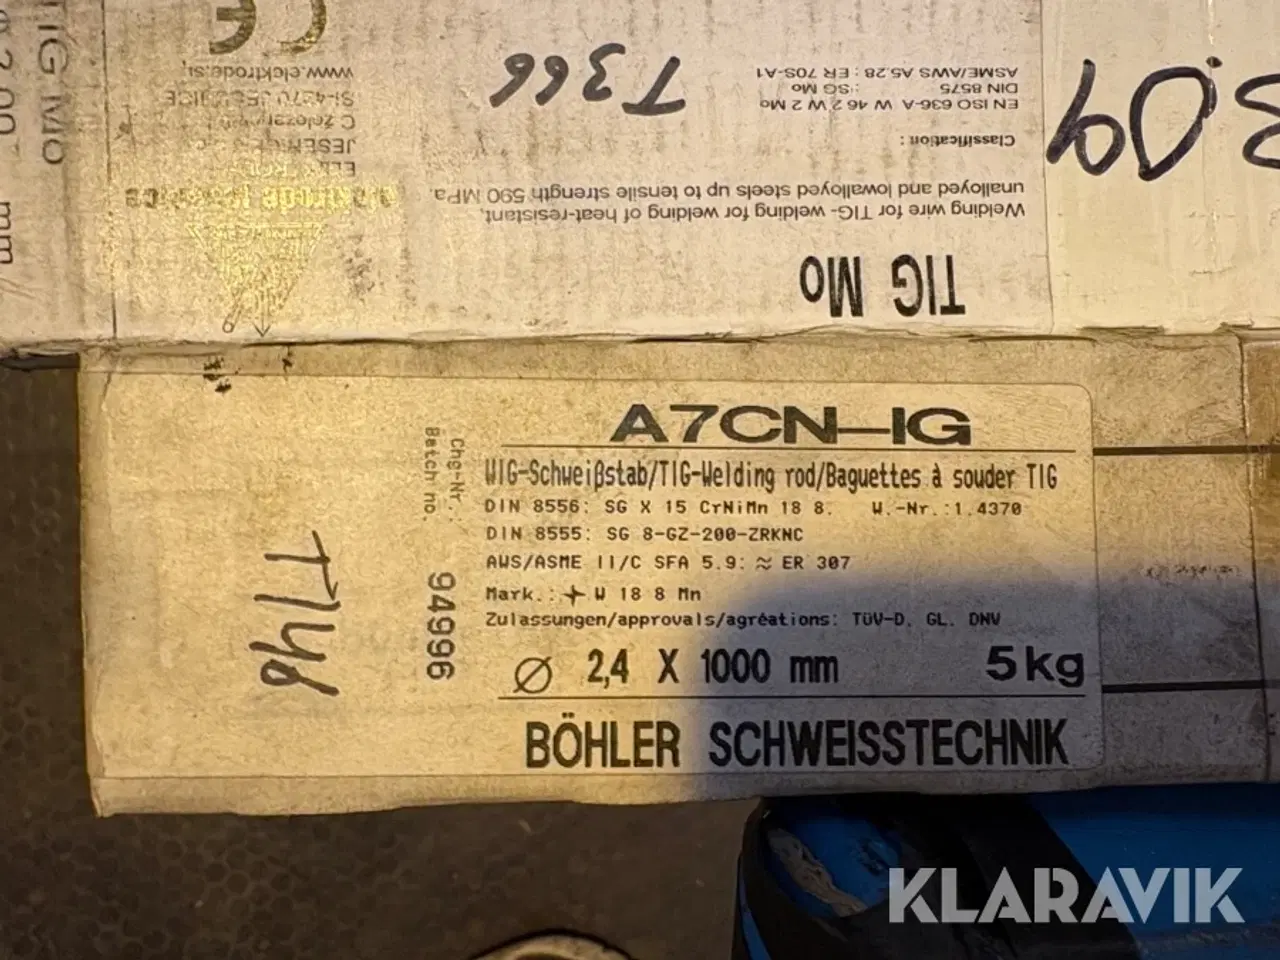 TIG Mo
Welding wire for TIG- welding for welding of heat-resistant,
unalloyed and lowalloyed steels up to tensile strength 590 MPa.
Classification :
EN ISO 636-A W 46 2 W 2 Mo
DIN 8575 : SG Mo
ASME/AWS A5.28 : ER 70S-A1
T366
CE
www.elektrode.si
TIG MO
mm
A7CN-IG
WIG-Schweißstab/TIG-Welding rod/Baguettes à souder TIG
DIN 8556: SG X 15 CrNiMn 18 8. W.-Nr.:1.4370
DIN 8555: SG 8-GZ-200-ZRKNC
AWS/ASME II/C SFA 5.9: ≈ ER 307
Mark.: W 18 8 Mn
Zulassungen/approvals/agréations: TÜV-D, GL, DNV
Ø 2,4 X 1000 mm 5kg
BÖHLER SCHWEISSTECHNIK
Chg-Nr.:
Batch no.
94996
T146
KLARAVIK